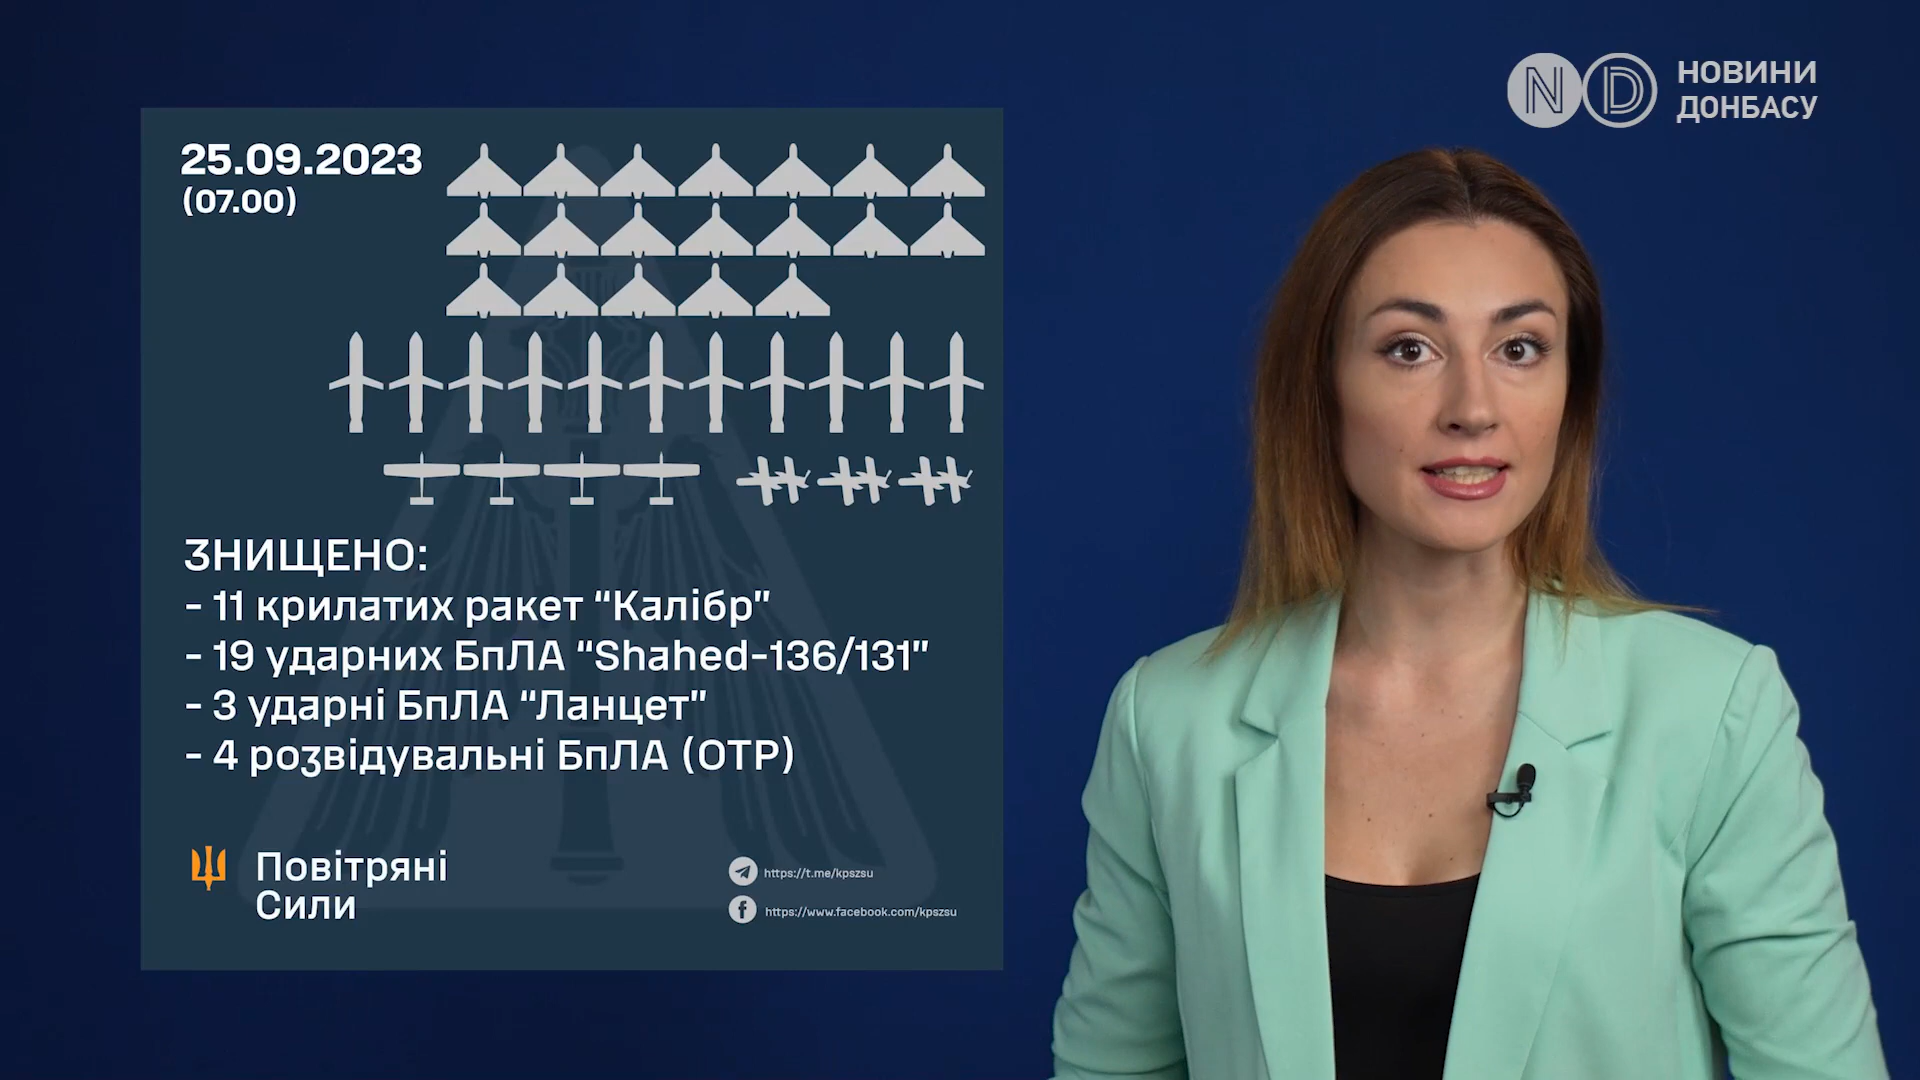 НОВИНИ
ДОНБАСУ
25.09.2023
(07.00)
ЗНИЩЕНО:
- 11 крилатих ракет “Калібр”
- 19 ударних БпЛА “Shahed-136/131”
- 3 ударні БпЛА “Ланцет”
- 4 розвідувальні БпЛА (ОТР)
Повітряні
Сили
https://t.me/kpszsu
https://www.facebook.com/kpszsu